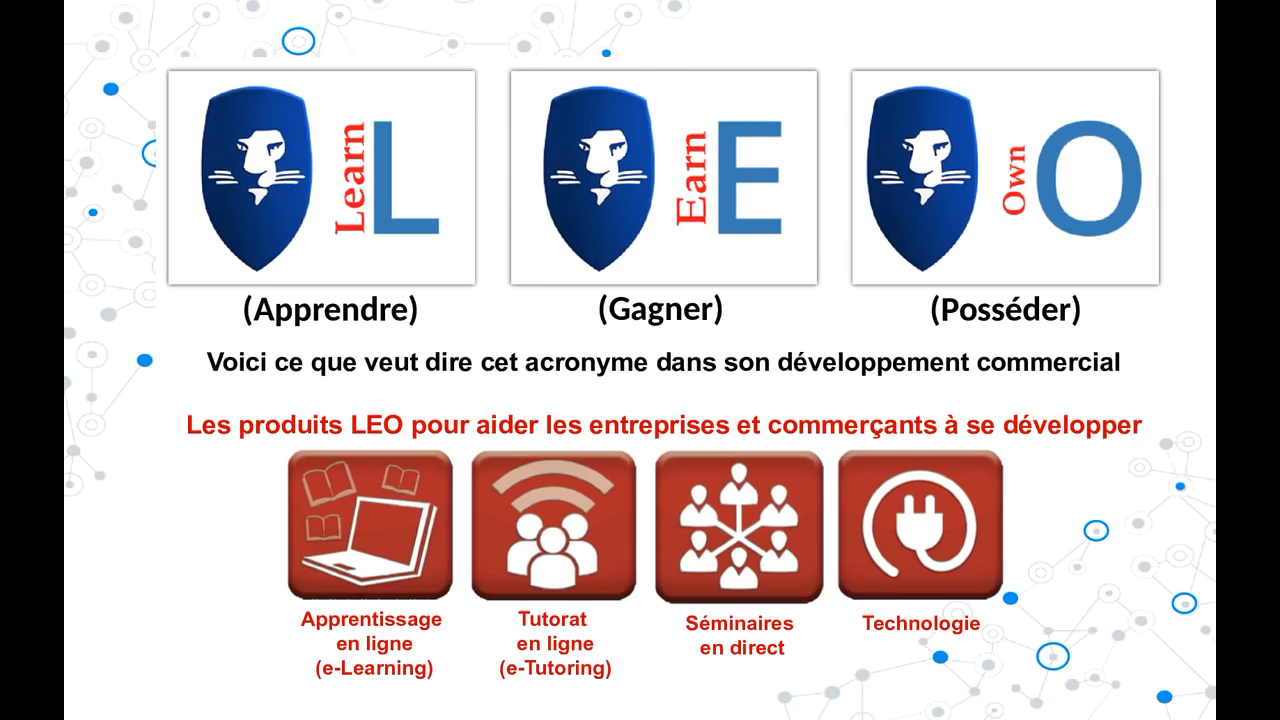 Learn L
Earn E
Own O
(Apprendre)
(Gagner)
(Posséder)
Voici ce que veut dire cet acronyme dans son développement commercial
Les produits LEO pour aider les entreprises et commerçants à se développer
Apprentissage
en ligne
(e-Learning)
Tutorat
en ligne
(e-Tutoring)
Séminaires
en direct
Technologie